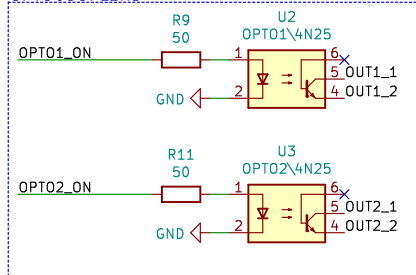 R9
50
U2
OPTO1\4N25
OPTO1_ON
1
6
5
OUT1_1
GND
2
4
OUT1_2
R11
50
U3
OPTO2\4N25
OPTO2_ON
1
6
5
OUT2_1
GND
2
4
OUT2_2